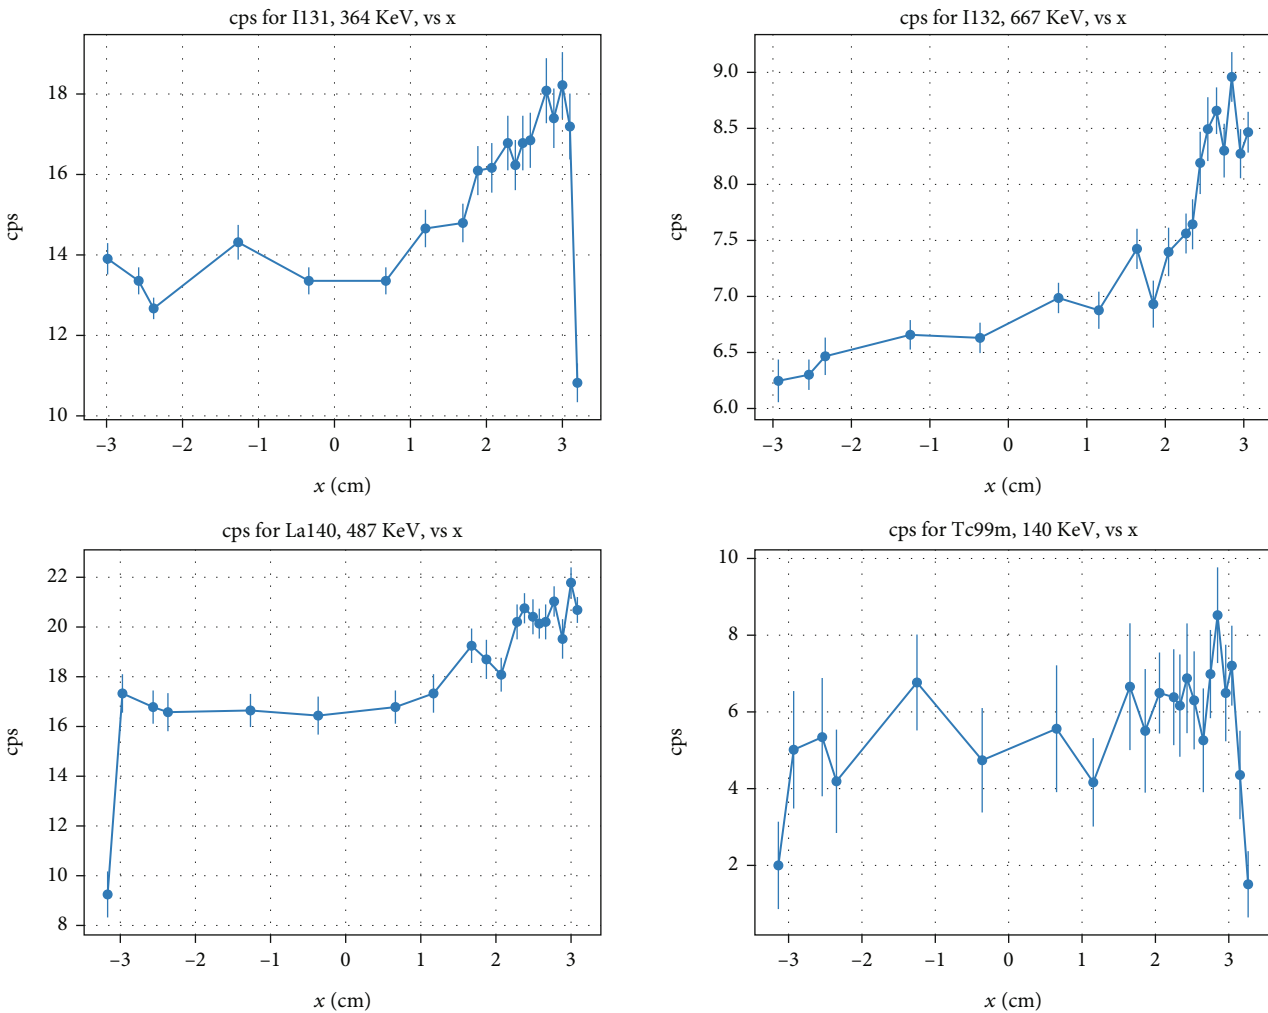 cps for I131, 364 KeV, vs x
18
16
14
12
10
cps
–3 –2 –1 0 1 2 3
x (cm)
cps for I132, 667 KeV, vs x
9.0
8.5
8.0
7.5
7.0
6.5
6.0
cps
–3 –2 –1 0 1 2 3
x (cm)
cps for La140, 487 KeV, vs x
22
20
18
16
14
12
10
8
cps
–3 –2 –1 0 1 2 3
x (cm)
cps for Tc99m, 140 KeV, vs x
10
8
6
4
2
cps
–3 –2 –1 0 1 2 3
x (cm)